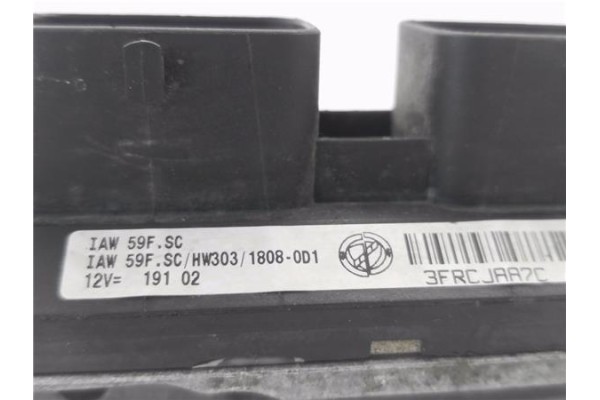 IAW 59F.SC
IAW 59F.SC/HW303/1808-0D1
12V= 191 02
3FRCJAA7C